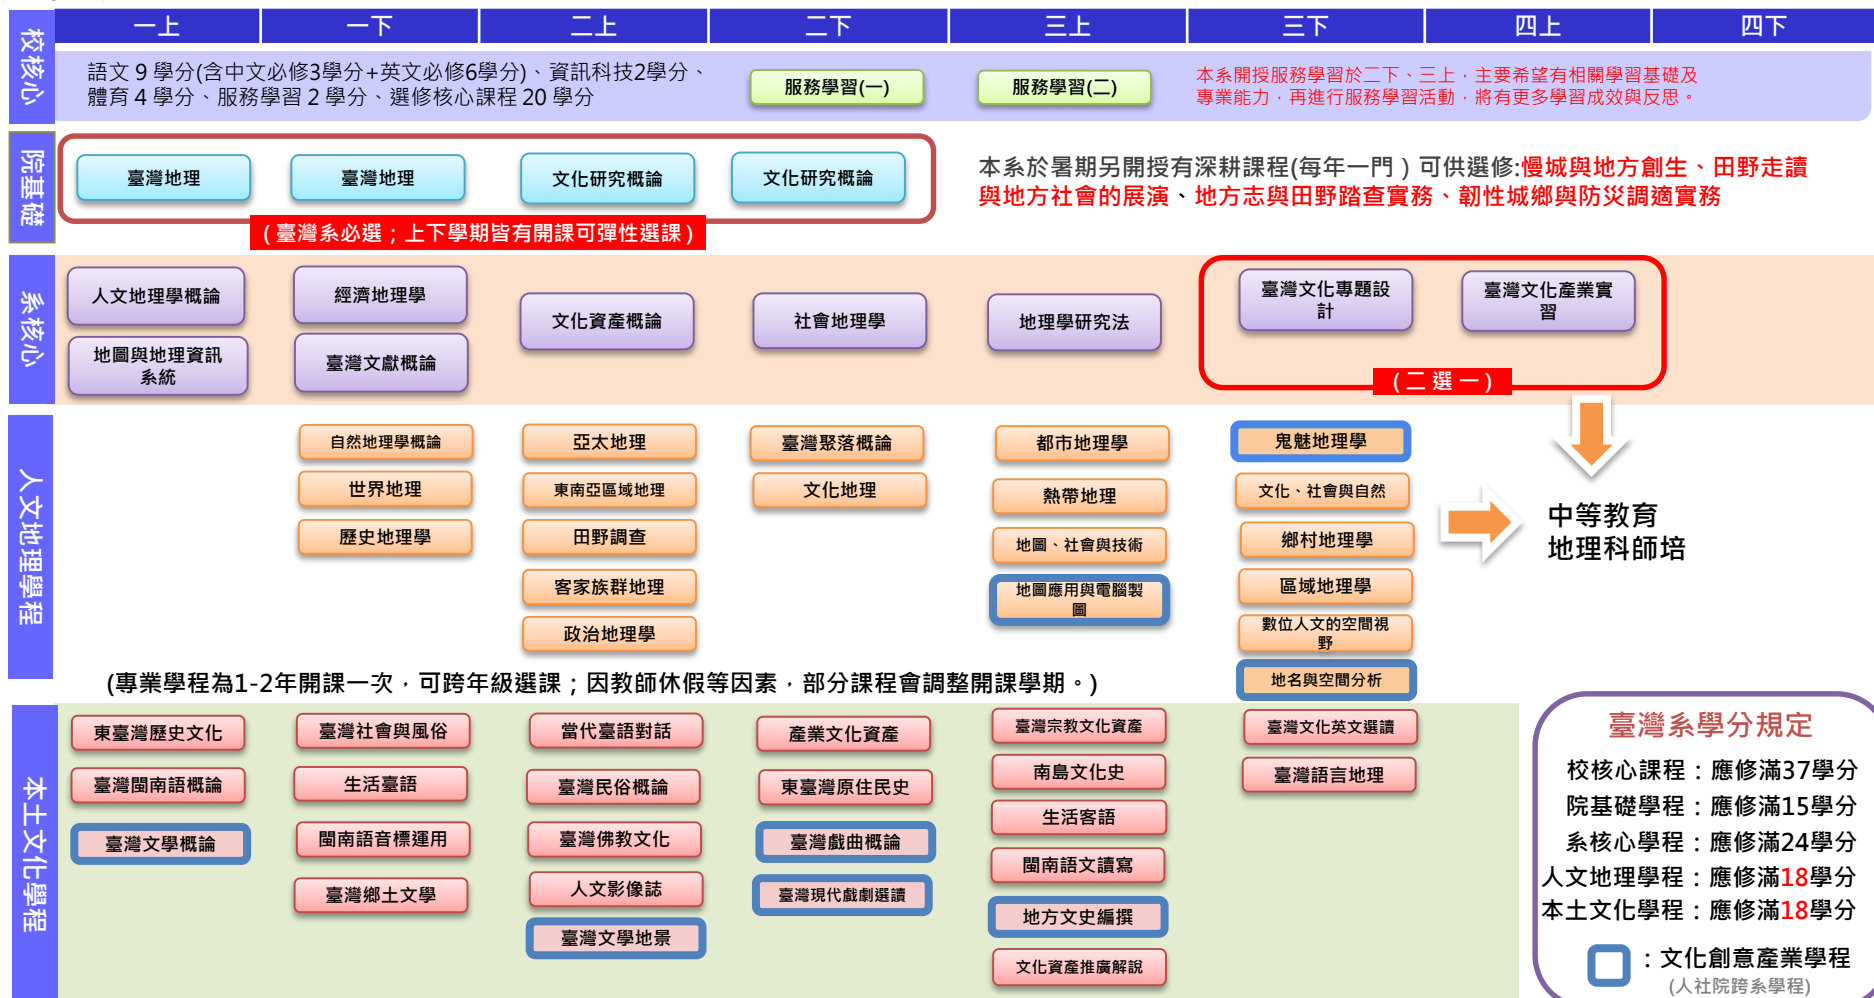 一上
一下
二上
二下
三上
三下
四上
四下
校核心
語文 9 學分(含中文必修3學分+英文必修6學分)、資訊科技2學分、
體育 4 學分、服務學習 2 學分、選修核心課程 20 學分
服務學習(一)
服務學習(二)
本系開授服務學習於二下、三上，主要希望有相關學習基礎及
專業能力，再進行服務學習活動，將有更多學習成效與反思。
院基礎
臺灣地理
臺灣地理
文化研究概論
文化研究概論
(臺灣系必選；上下學期皆有開課可彈性選課)
本系於暑期另開授有深耕課程(每年一門）可供選修:慢城與地方創生、田野走讀
與地方社會的展演、地方志與田野踏查實務、韌性城鄉與防災調適實務
系核心
人文地理學概論
地圖與地理資訊
系統
經濟地理學
臺灣文獻概論
文化資產概論
社會地理學
地理學研究法
臺灣文化專題設
計
臺灣文化產業實
習
(二選一)
人文地理學程
自然地理學概論
世界地理
歷史地理學
亞太地理
東南亞區域地理
田野調查
客家族群地理
政治地理學
臺灣聚落概論
文化地理
都市地理學
熱帶地理
地圖、社會與技術
地圖應用與電腦製
圖
鬼魅地理學
文化、社會與自然
鄉村地理學
區域地理學
數位人文的空間視
野
地名與空間分析
中等教育
地理科師培
(專業學程為1-2年開課一次，可跨年級選課；因教師休假等因素，部分課程會調整開課學期。)
本土文化學程
東臺灣歷史文化
臺灣閩南語概論
臺灣文學概論
臺灣社會與風俗
生活臺語
閩南語音標運用
臺灣鄉土文學
當代臺語對話
臺灣民俗概論
臺灣佛教文化
人文影像誌
臺灣文學地景
產業文化資產
東臺灣原住民史
臺灣戲曲概論
臺灣現代戲劇選讀
臺灣宗教文化資產
南島文化史
生活客語
閩南語文讀寫
地方文史編撰
文化資產推廣解說
臺灣文化英文選讀
臺灣語言地理
臺灣系學分規定
校核心課程：應修滿37學分
院基礎學程：應修滿15學分
系核心學程：應修滿24學分
人文地理學程：應修滿18學分
本土文化學程：應修滿18學分
：文化創意產業學程
(人社院跨系學程)